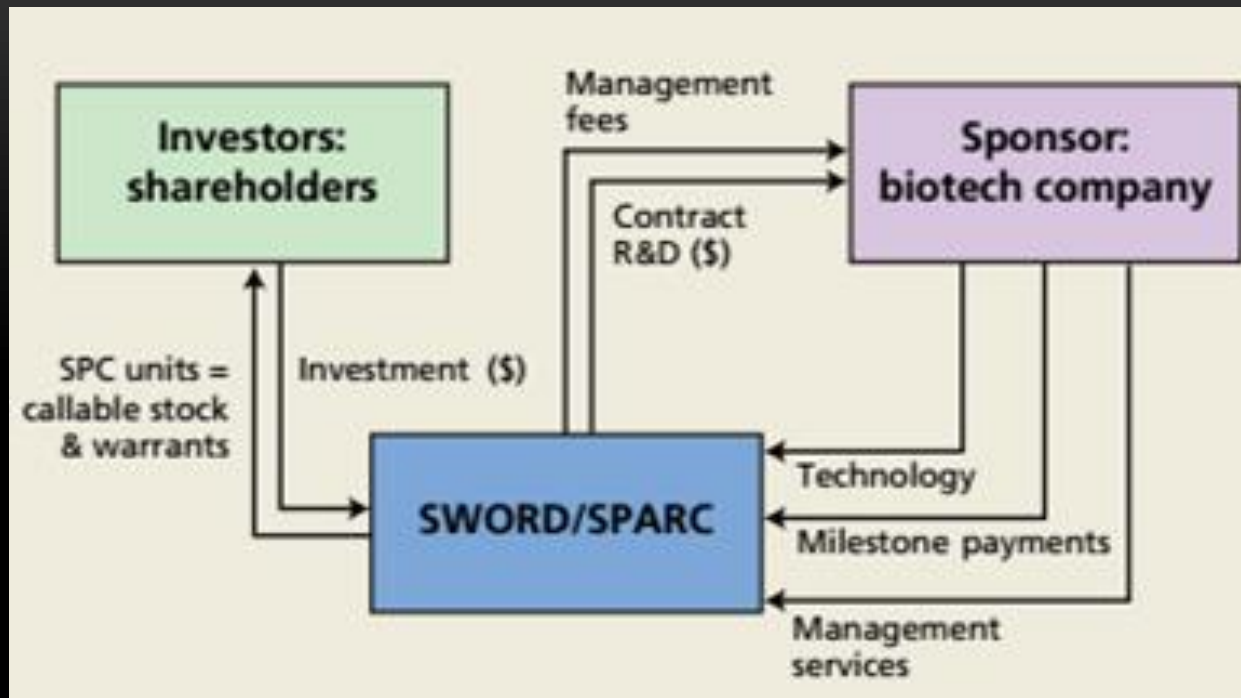 Investors:
shareholders
Management
fees
Sponsor:
biotech company
Contract
R&D ($)
SPC units =
callable stock
& warrants
Investment ($)
SWORD/SPARC
Technology
Milestone payments
Management
services